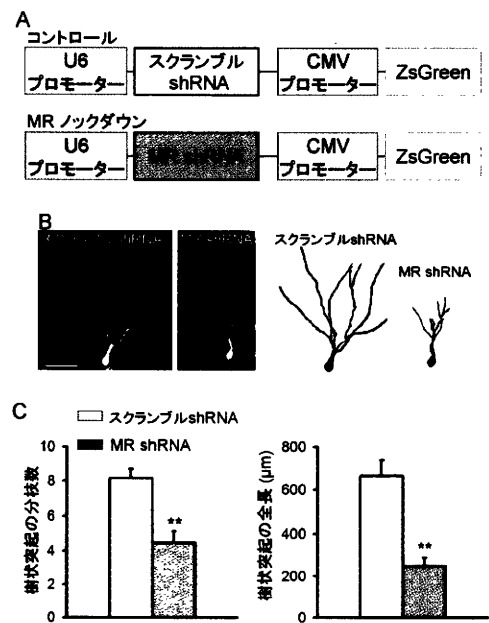 A
コントロール
U6
プロモーター
スクランブル
shRNA
CMV
プロモーター
ZsGreen
MR ノックダウン
U6
プロモーター
MR shRNA
CMV
プロモーター
ZsGreen
B
スクランブルshRNA
MR shRNA
C
スクランブルshRNA
MR shRNA
樹状突起の分枝数
10
8
6
4
2
0
**
樹状突起の全長 (μm)
800
600
400
200
0
**